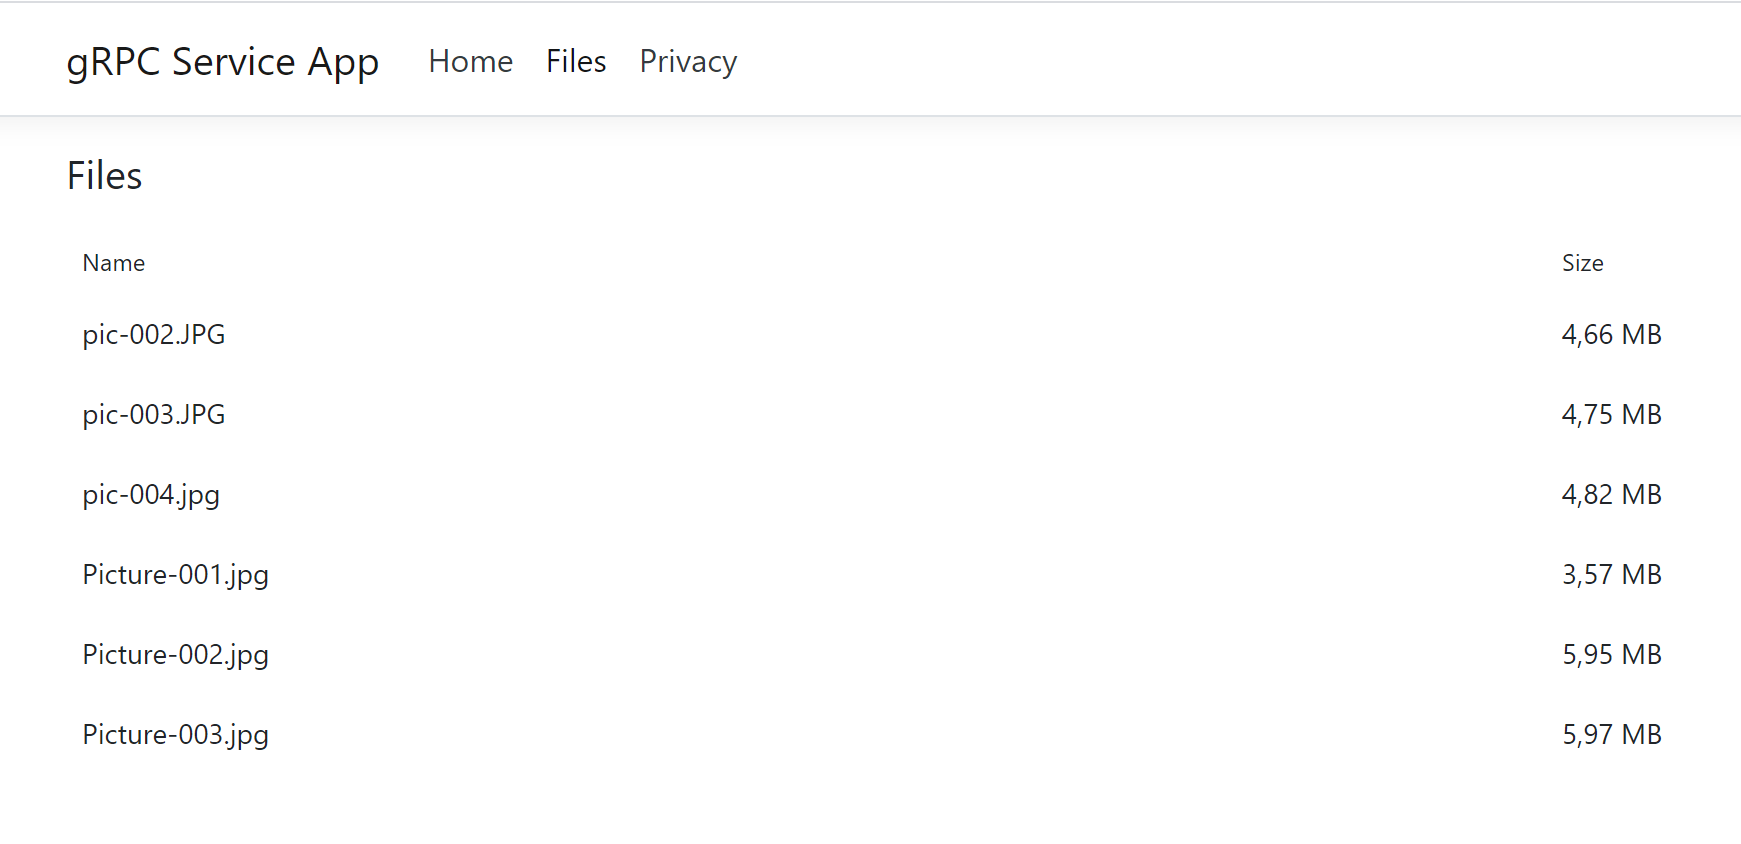 gRPC Service App Home Files Privacy
Files
Name Size
pic-002.JPG 4,66 MB
pic-003.JPG 4,75 MB
pic-004.jpg 4,82 MB
Picture-001.jpg 3,57 MB
Picture-002.jpg 5,95 MB
Picture-003.jpg 5,97 MB